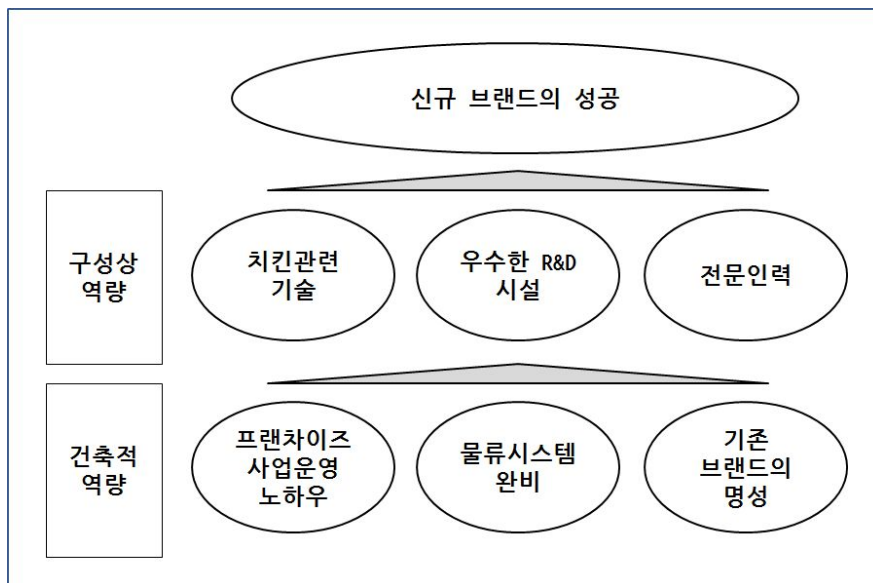 신규 브랜드의 성공
구성상
역량
치킨관련
기술
우수한 R&D
시설
전문인력
건축적
역량
프랜차이즈
사업운영
노하우
물류시스템
완비
기존
브랜드의
명성